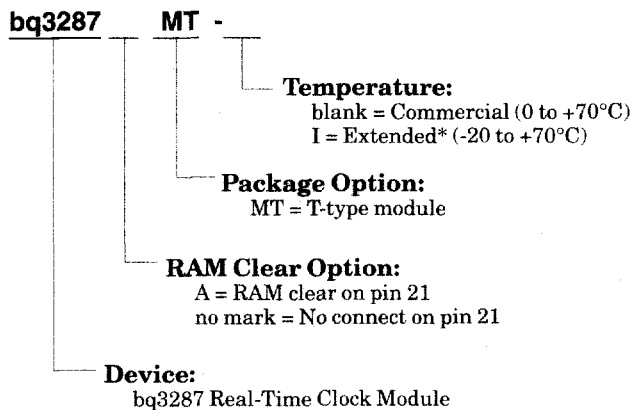 bq3287 MT -
Temperature:
blank = Commercial (0 to +70°C)
I = Extended* (-20 to +70°C)
Package Option:
MT = T-type module
RAM Clear Option:
A = RAM clear on pin 21
no mark = No connect on pin 21
Device:
bq3287 Real-Time Clock Module